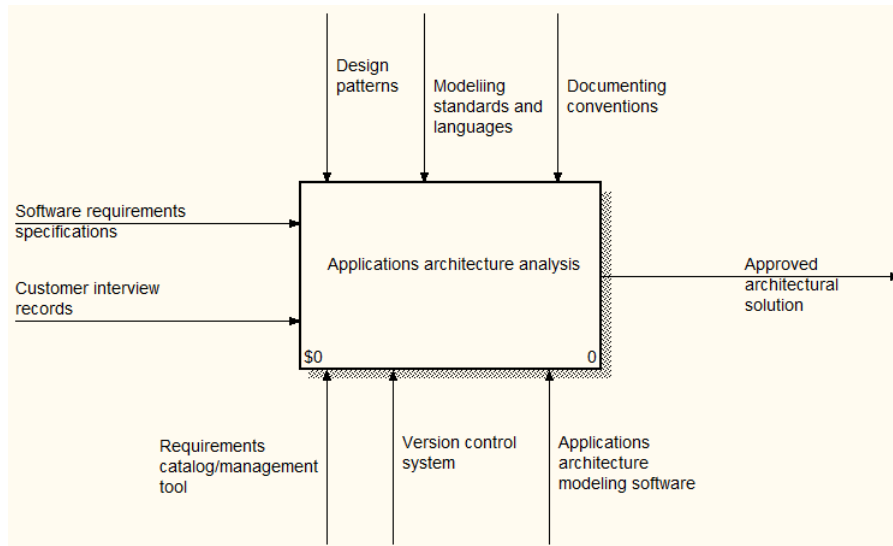 Design
patterns
Modeliing
standards and
languages
Documenting
conventions
Software requirements
specifications
Customer interview
records
Applications architecture analysis
$0
0
Approved
architectural
solution
Requirements
catalog/management
tool
Version control
system
Applications
architecture
modeling software